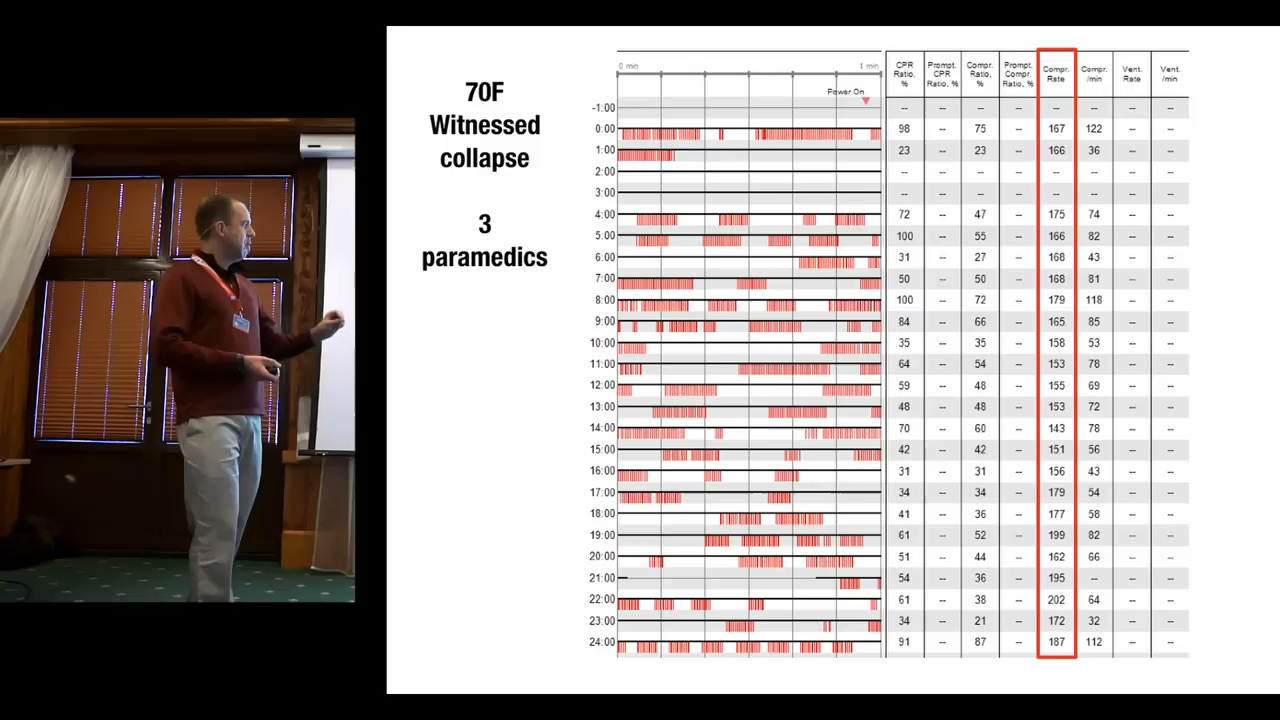 70F
Witnessed
collapse
3
paramedics
0 min 1 min
Power On
CPR Ratio, % Prompt. CPR Ratio, % Compr. Ratio, % Prompt. Compr. Ratio, % Compr. Rate Compr. /min Vent. Rate Vent. /min
-1:00 -- -- -- -- -- -- -- --
0:00 98 -- 75 -- 167 122 -- --
1:00 23 -- 23 -- 166 36 -- --
2:00 -- -- -- -- -- -- -- --
3:00 -- -- -- -- -- -- -- --
4:00 72 -- 47 -- 175 74 -- --
5:00 100 -- 55 -- 166 82 -- --
6:00 31 -- 27 -- 168 43 -- --
7:00 50 -- 50 -- 168 81 -- --
8:00 100 -- 72 -- 179 118 -- --
9:00 84 -- 66 -- 165 85 -- --
10:00 35 -- 35 -- 158 53 -- --
11:00 64 -- 54 -- 153 78 -- --
12:00 59 -- 48 -- 155 69 -- --
13:00 48 -- 48 -- 153 72 -- --
14:00 70 -- 60 -- 143 78 -- --
15:00 42 -- 42 -- 151 56 -- --
16:00 31 -- 31 -- 156 43 -- --
17:00 34 -- 34 -- 179 54 -- --
18:00 41 -- 36 -- 177 58 -- --
19:00 61 -- 52 -- 199 82 -- --
20:00 51 -- 44 -- 162 66 -- --
21:00 54 -- 36 -- 195 -- -- --
22:00 61 -- 38 -- 202 64 -- --
23:00 34 -- 21 -- 172 32 -- --
24:00 91 -- 87 -- 187 112 -- --